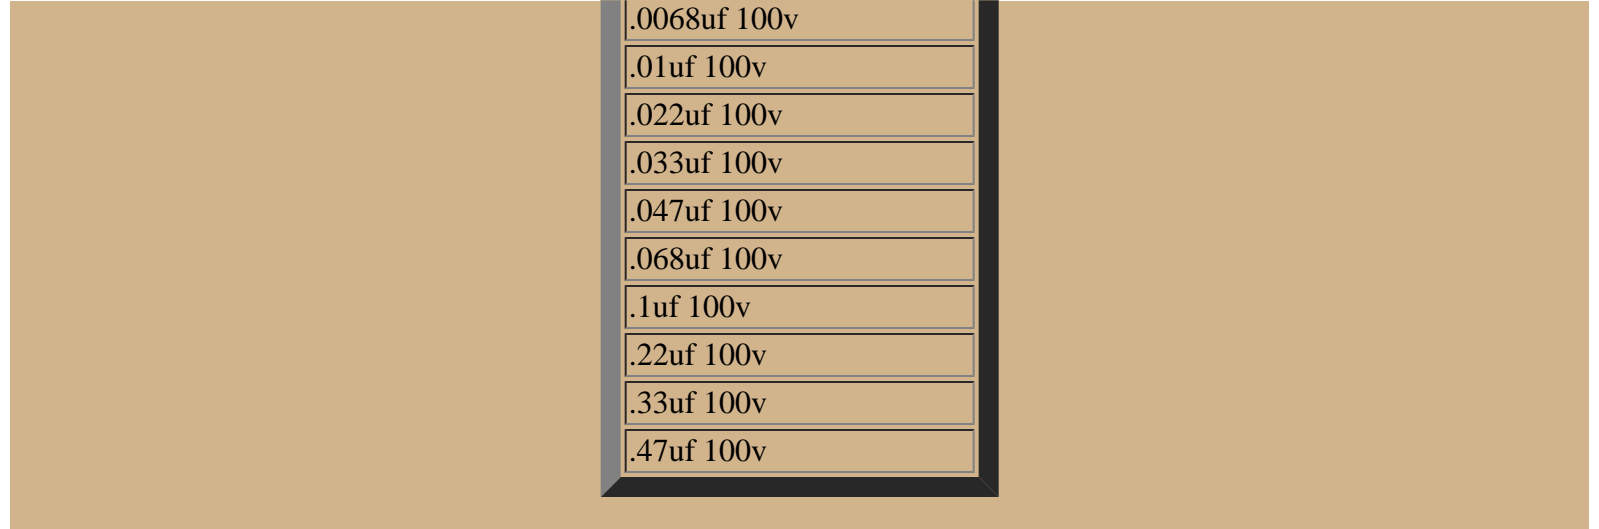 .0068uf 100v
.01uf 100v
.022uf 100v
.033uf 100v
.047uf 100v
.068uf 100v
.1uf 100v
.22uf 100v
.33uf 100v
.47uf 100v